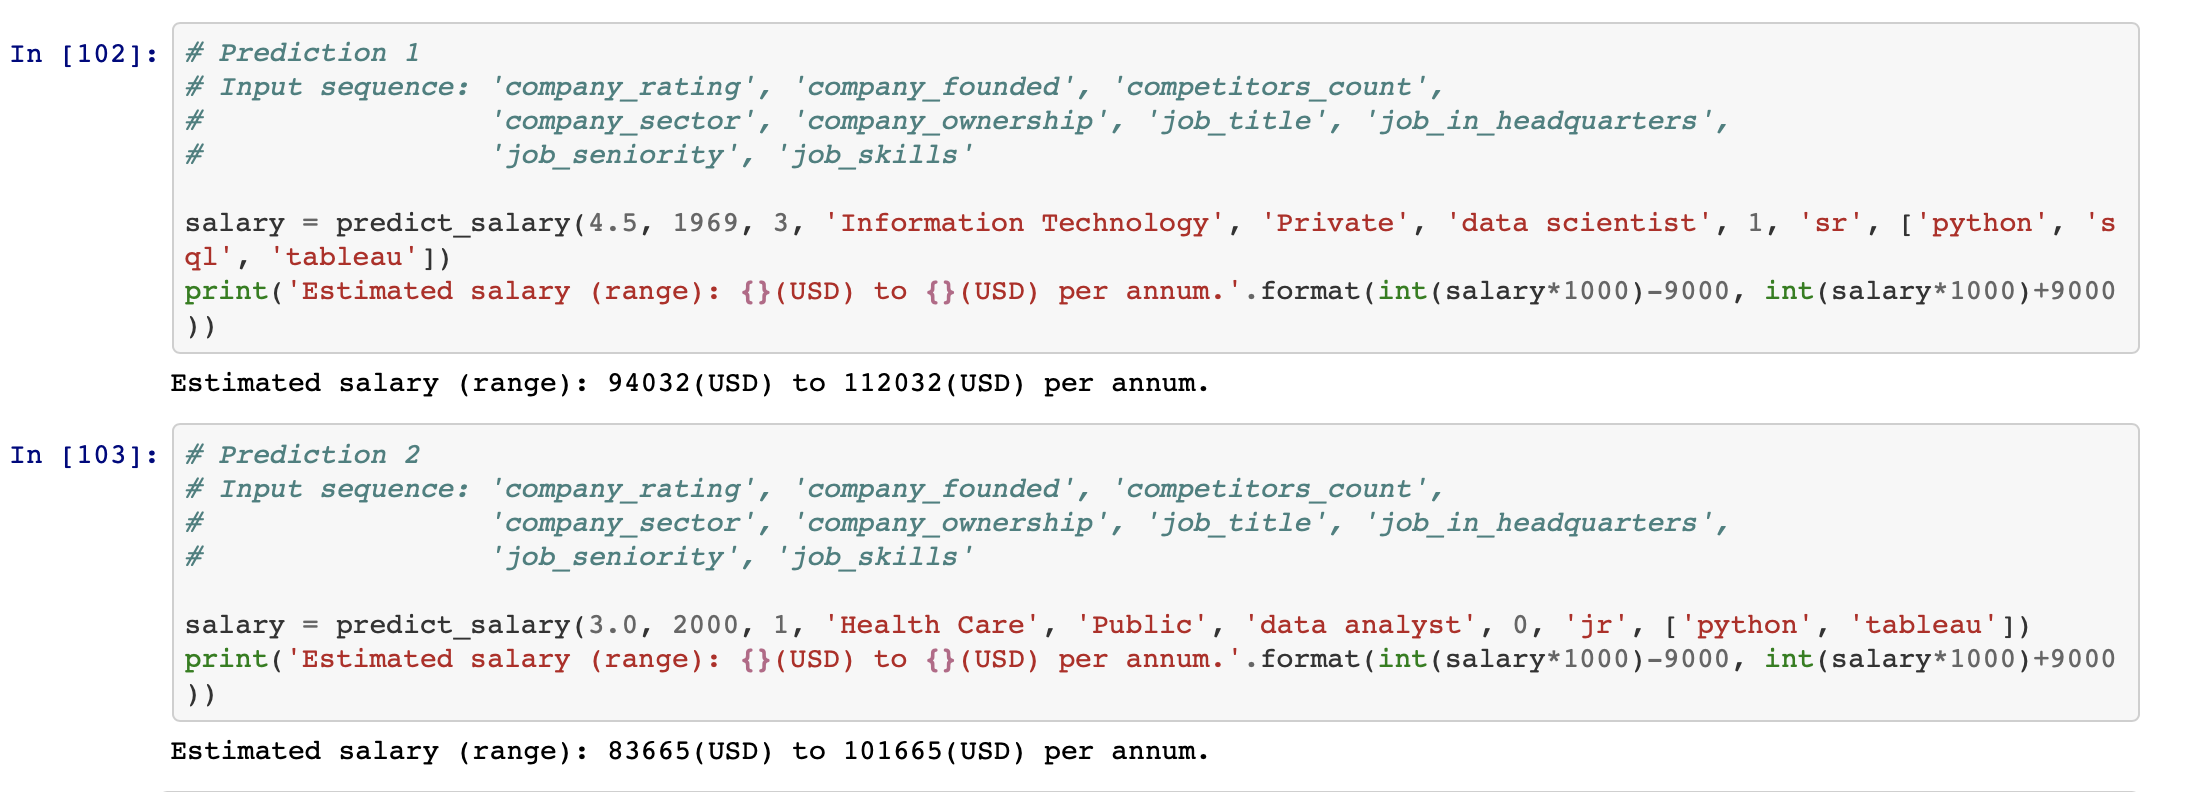 In [102]:
# Prediction 1
# Input sequence: 'company_rating', 'company_founded', 'competitors_count',
#                 'company_sector', 'company_ownership', 'job_title', 'job_in_headquarters',
#                 'job_seniority', 'job_skills'
salary = predict_salary(4.5, 1969, 3, 'Information Technology', 'Private', 'data scientist', 1, 'sr', ['python', 's
ql', 'tableau'])
print('Estimated salary (range): {}(USD) to {}(USD) per annum.'.format(int(salary*1000)-9000, int(salary*1000)+9000
))
Estimated salary (range): 94032(USD) to 112032(USD) per annum.
In [103]:
# Prediction 2
# Input sequence: 'company_rating', 'company_founded', 'competitors_count',
#                 'company_sector', 'company_ownership', 'job_title', 'job_in_headquarters',
#                 'job_seniority', 'job_skills'
salary = predict_salary(3.0, 2000, 1, 'Health Care', 'Public', 'data analyst', 0, 'jr', ['python', 'tableau'])
print('Estimated salary (range): {}(USD) to {}(USD) per annum.'.format(int(salary*1000)-9000, int(salary*1000)+9000
))
Estimated salary (range): 83665(USD) to 101665(USD) per annum.